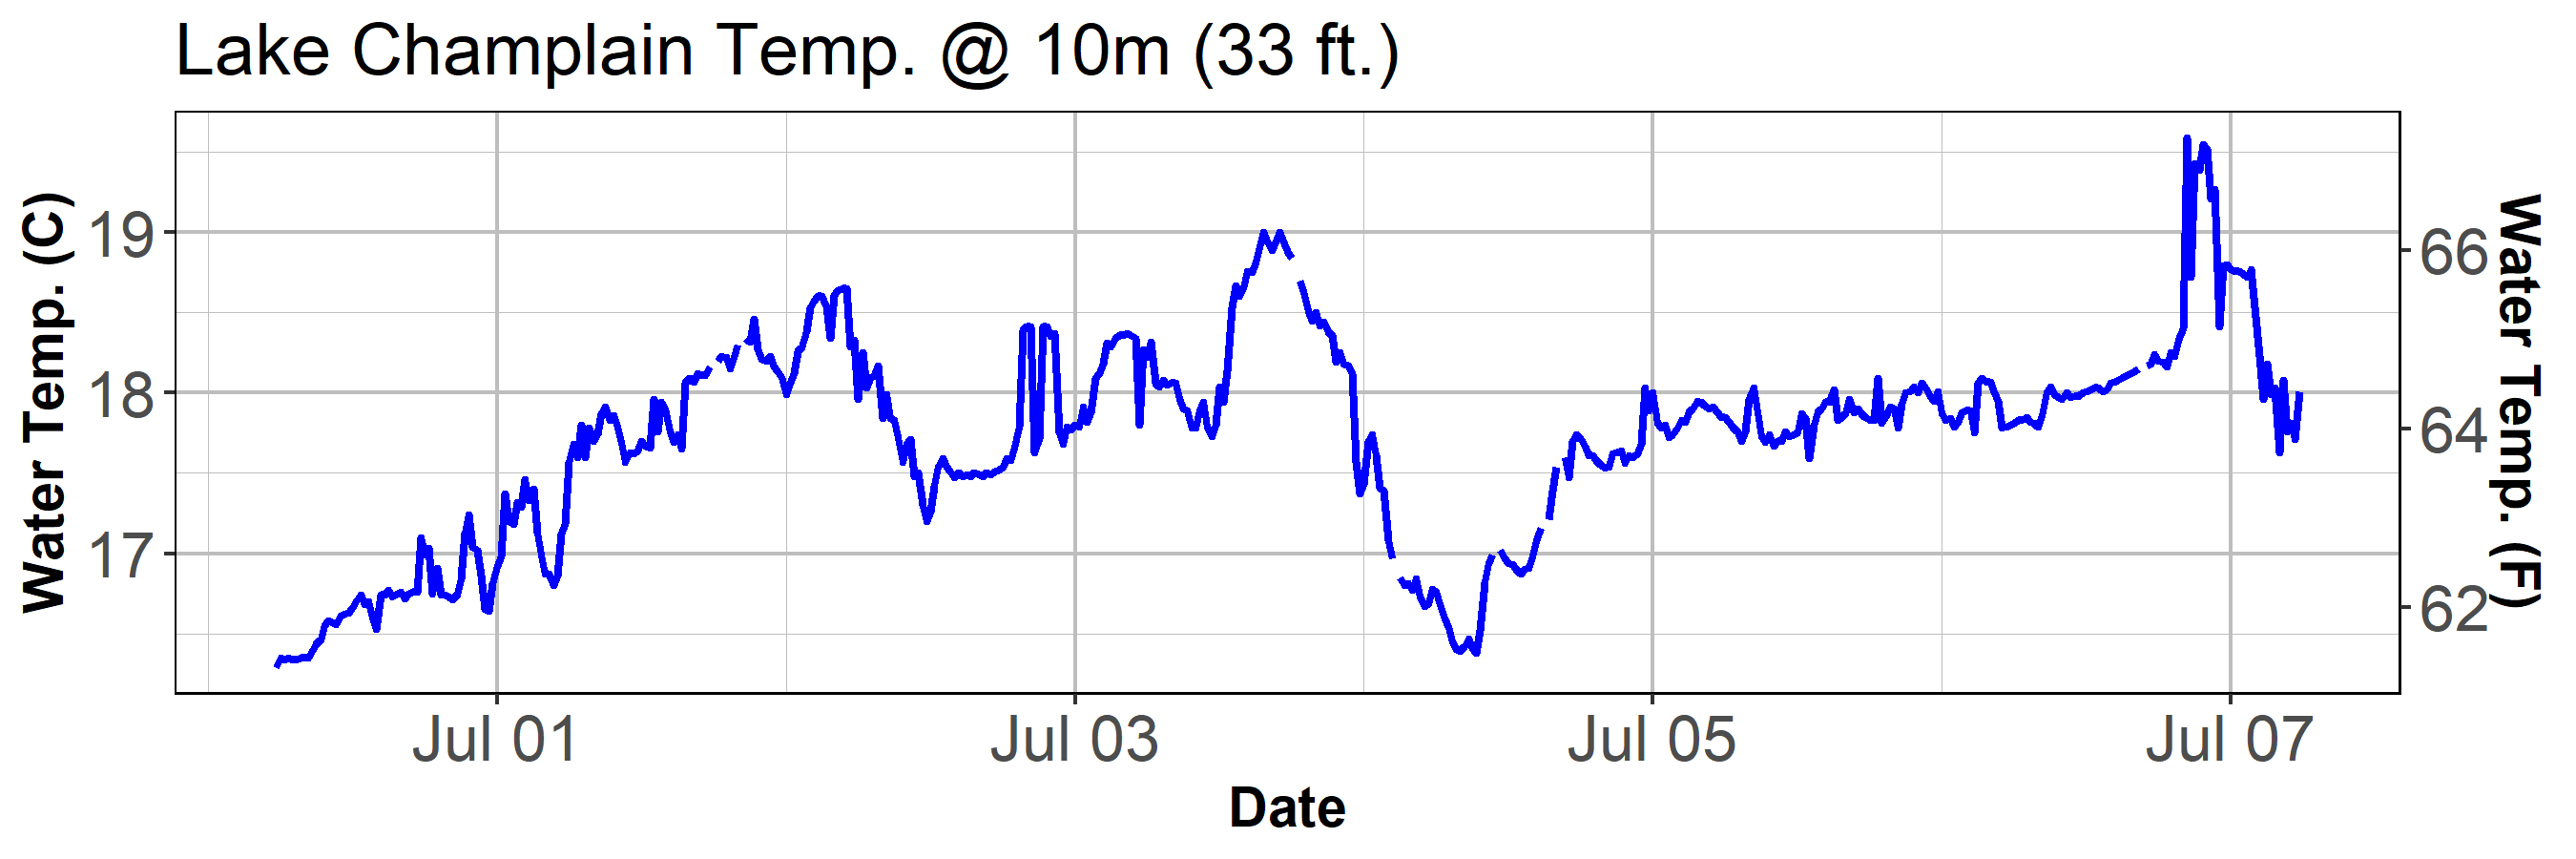 Lake Champlain Temp. @ 10m (33 ft.)
Water Temp. (C)
19
18
17
66
64
62
Water Temp. (F)
Jul 01 Jul 03 Jul 05 Jul 07
Date